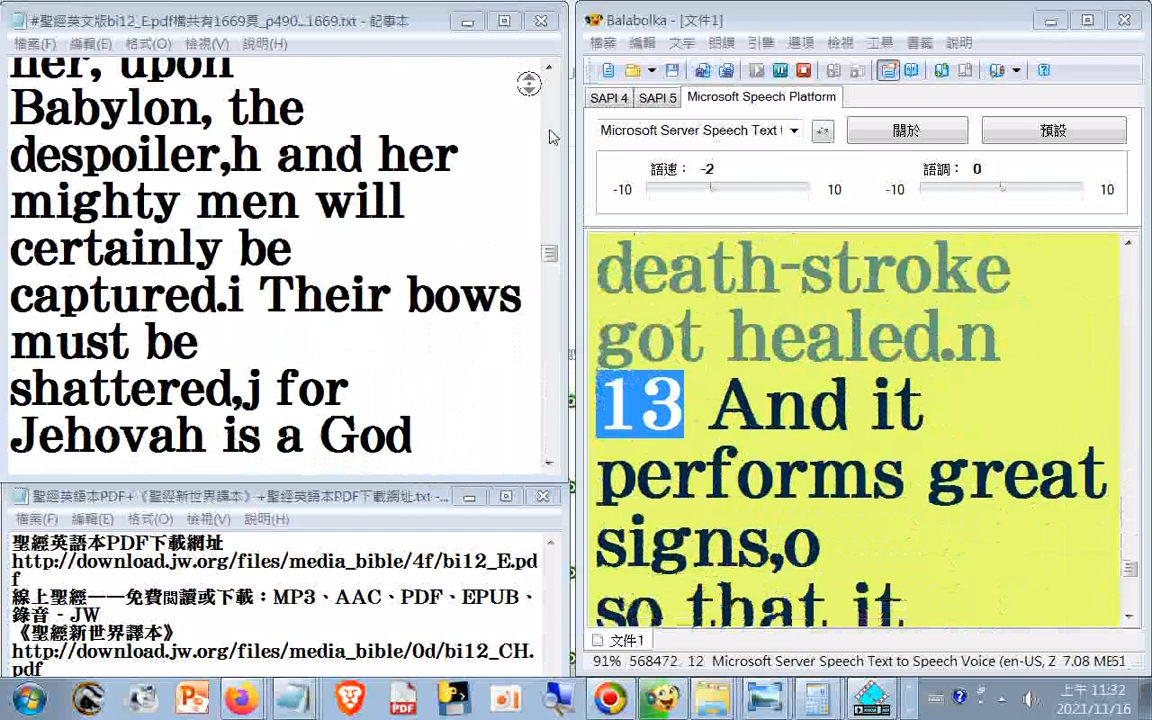 #聖經英文版bi12_E.pdf檔共有1669頁_p490...1669.txt - 記事本
檔案(F) 編輯(E) 格式(O) 檢視(V) 說明(H)
her, upon
Babylon, the
despoiler,h and her
mighty men will
certainly be
captured.i Their bows
must be
shattered,j for
Jehovah is a God
聖經英語本PDF+《聖經新世界譯本》+聖經英語本PDF下載網址.txt -...
檔案(F) 編輯(E) 格式(O) 檢視(V) 說明(H)
聖經英語本PDF下載網址
http://download.jw.org/files/media_bible/4f/bi12_E.pd
f
線上聖經——免費閱讀或下載：MP3、AAC、PDF、EPUB、
錄音 - JW
《聖經新世界譯本》
http://download.jw.org/files/media_bible/0d/bi12_CH.
pdf
Balabolka - [文件1]
檔案 編輯 文字 朗讀 引擎 選項 檢視 工具 書籤 說明
SAPI 4 SAPI 5 Microsoft Speech Platform
Microsoft Server Speech Text t 關於 預設
語速： -2 語調： 0
-10 10 -10 10
death-stroke
got healed.n
13 And it
performs great
signs,o
so that it
文件1
91% 568472 12 Microsoft Server Speech Text to Speech Voice (en-US, Z 7.08 ME51
PDF
上午 11:32
2021/11/16